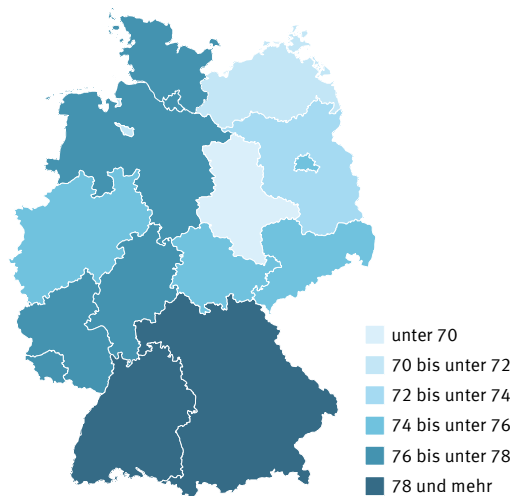 unter 70
70 bis unter 72
72 bis unter 74
74 bis unter 76
76 bis unter 78
78 und mehr